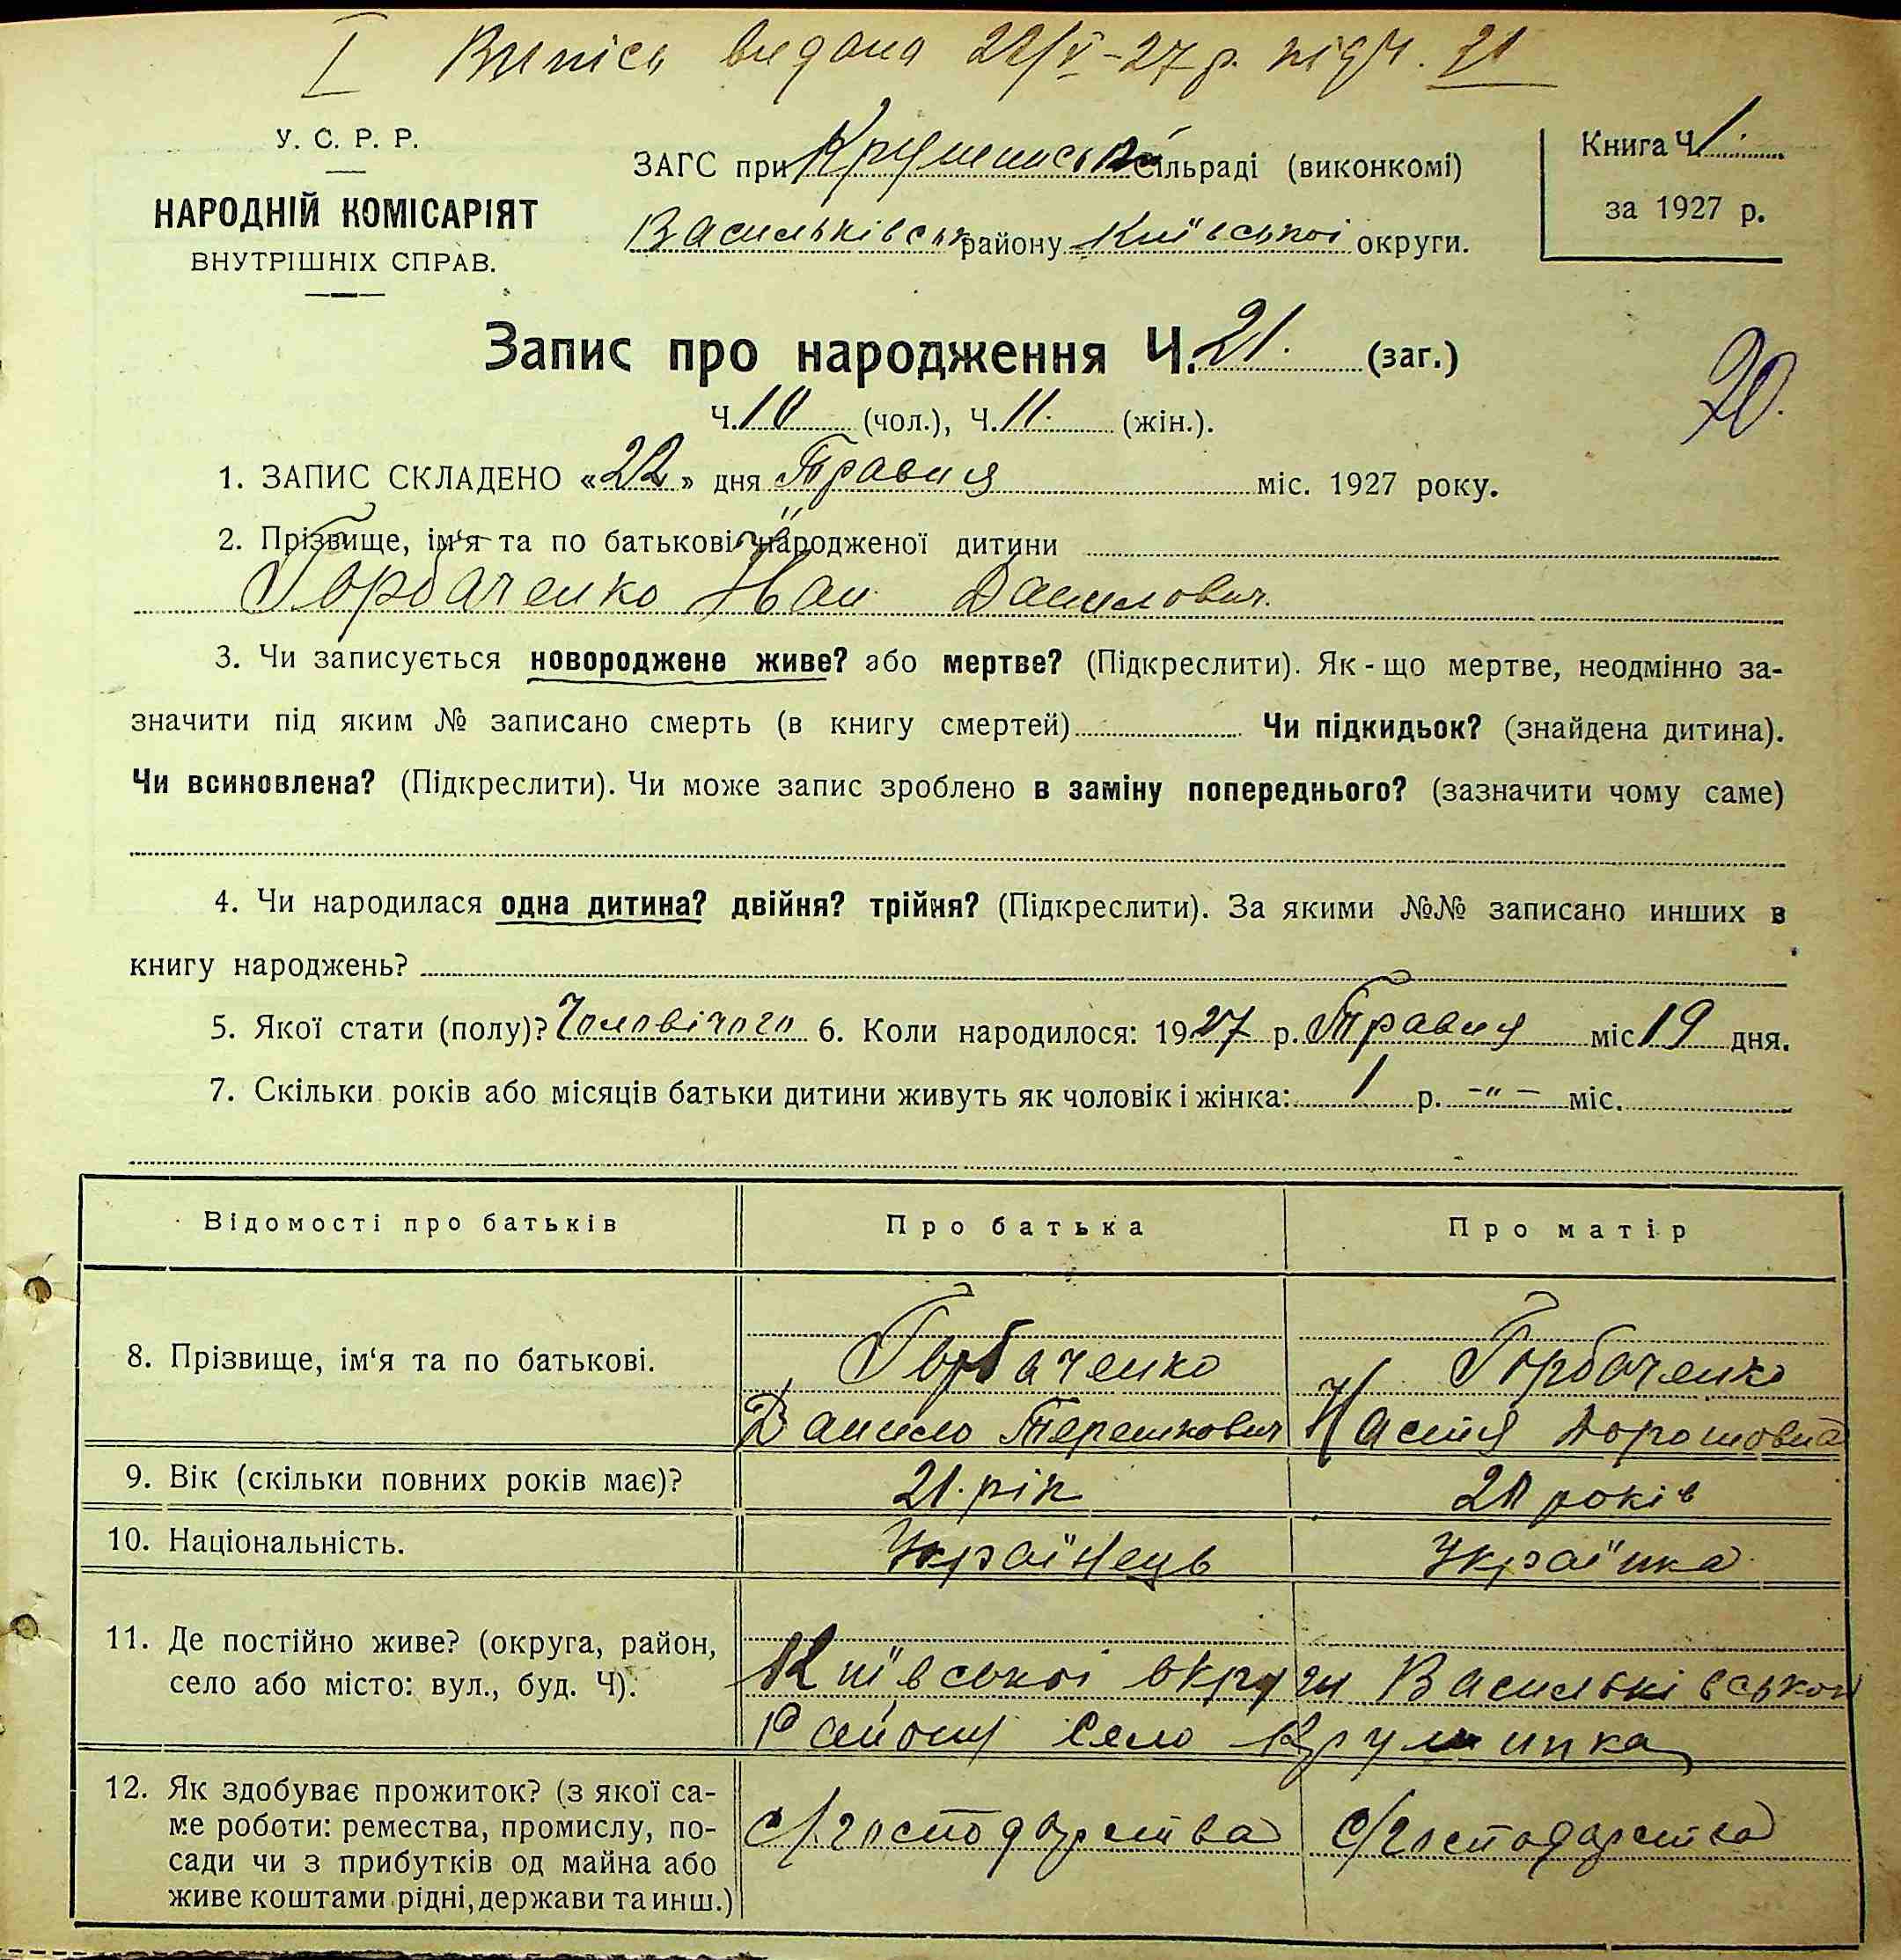 I Випись видана 22/V-27 р. під Ч. 21
У. С. Р. Р.
НАРОДНІЙ КОМІСАРІЯТ
ВНУТРІШНІХ СПРАВ.
ЗАГС при Крушинській сільраді (виконкомі)
Васильківськ району Київської округи.
Книга Ч. 1.
за 1927 р.
Запис про народження Ч. 21. (заг.)
Ч. 10 (чол.), Ч. 11. (жін.).
20.
1. ЗАПИС СКЛАДЕНО «22» дня Травня міс. 1927 року.
2. Прізвище, ім'я та по батькові народженої дитини
Горбаченко Іван Данилович.
3. Чи записується новороджене живе? або мертве? (Підкреслити). Як-що мертве, неодмінно за-
значити під яким № записано смерть (в книгу смертей) Чи підкидьок? (знайдена дитина).
Чи всиновлена? (Підкреслити). Чи може запис зроблено в заміну попереднього? (зазначити чому саме)
4. Чи народилася одна дитина? двійня? трійня? (Підкреслити). За якими №№ записано инших в
книгу народжень?
5. Якої стати (полу)? Чоловічого 6. Коли народилося: 1927 р. Травня міс 19 дня.
7. Скільки років або місяців батьки дитини живуть як чоловік і жінка: 1 р. -"- міс.
Відомості про батьків Про батька Про матір
8. Прізвище, ім'я та по батькові.
Горбаченко Горбаченко
Данило Терешкович Настя Дорошовна
9. Вік (скільки повних років має)? 21. рік 20 років
10. Національність. Українець Українка
11. Де постійно живе? (округа, район,
село або місто: вул., буд. Ч).
Київської округи Васильківського
Району село Крушинка
12. Як здобуває прожиток? (з якої са-
ме роботи: ремества, промислу, по-
сади чи з прибутків од майна або
живе коштами рідні, держави та инш.)
с/господарства с/господарства